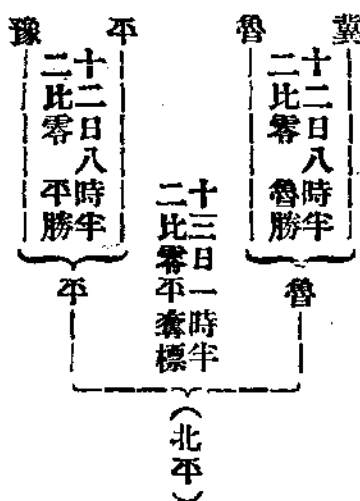 冀
十二日八時半
二比零　魯勝
魯
魯
十三日一時半
二比零平奪標
平
十二日八時半
二比零　平勝
豫
平
（北平）